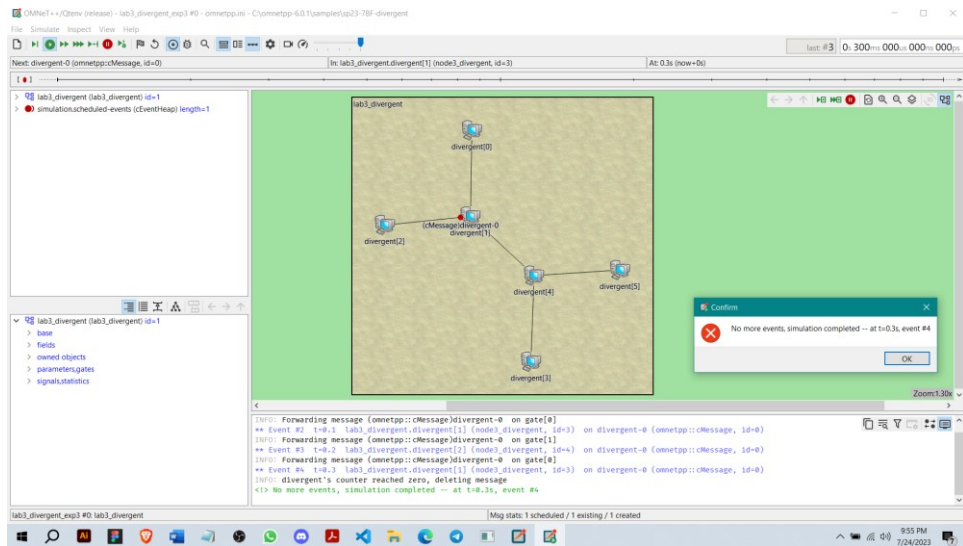 OMNeT++/Qtenv (release) - lab3_divergent_exp3 #0 - omnetpp.ini - C:\omnetpp-6.0.1\samples\sp23-7BF-divergent
File Simulate Inspect View Help
last: #3 0s 300ms 000us 000ns 000ps
Next: divergent-0 (omnetpp::cMessage, id=0) In: lab3_divergent.divergent[1] (node3_divergent, id=3) At: 0.3s (now+0s)
lab3_divergent (lab3_divergent) id=1
simulation.scheduled-events (cEventHeap) length=1
lab3_divergent
divergent[0]
(cMessage)divergent-0
divergent[1]
divergent[2]
divergent[4]
divergent[5]
divergent[3]
Confirm
No more events, simulation completed -- at t=0.3s, event #4
OK
Zoom:1.30x
lab3_divergent (lab3_divergent) id=1
base
fields
owned objects
parameters,gates
signals,statistics
INFO: Forwarding message (omnetpp::cMessage)divergent-0 on gate[0]
** Event #2 t=0.1 lab3_divergent.divergent[1] (node3_divergent, id=3) on divergent-0 (omnetpp::cMessage, id=0)
INFO: Forwarding message (omnetpp::cMessage)divergent-0 on gate[1]
** Event #3 t=0.2 lab3_divergent.divergent[2] (node3_divergent, id=4) on divergent-0 (omnetpp::cMessage, id=0)
INFO: Forwarding message (omnetpp::cMessage)divergent-0 on gate[0]
** Event #4 t=0.3 lab3_divergent.divergent[1] (node3_divergent, id=3) on divergent-0 (omnetpp::cMessage, id=0)
INFO: divergent's counter reached zero, deleting message
<!> No more events, simulation completed -- at t=0.3s, event #4
lab3_divergent_exp3 #0: lab3_divergent Msg stats: 1 scheduled / 1 existing / 1 created
Ai
9:55 PM
7/24/2023